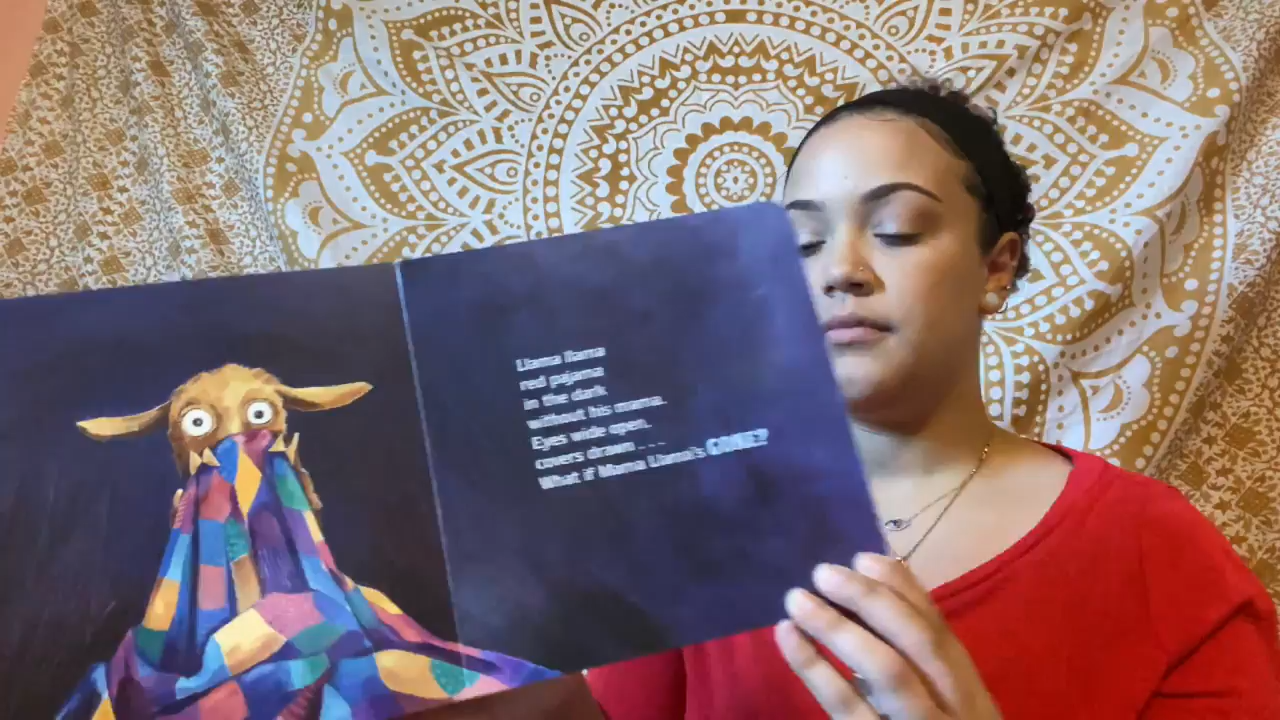 Llama llama
red pajama
in the dark
without his mama.
Eyes wide open,
covers drawn . . .
What if Mama Llama's GONE?